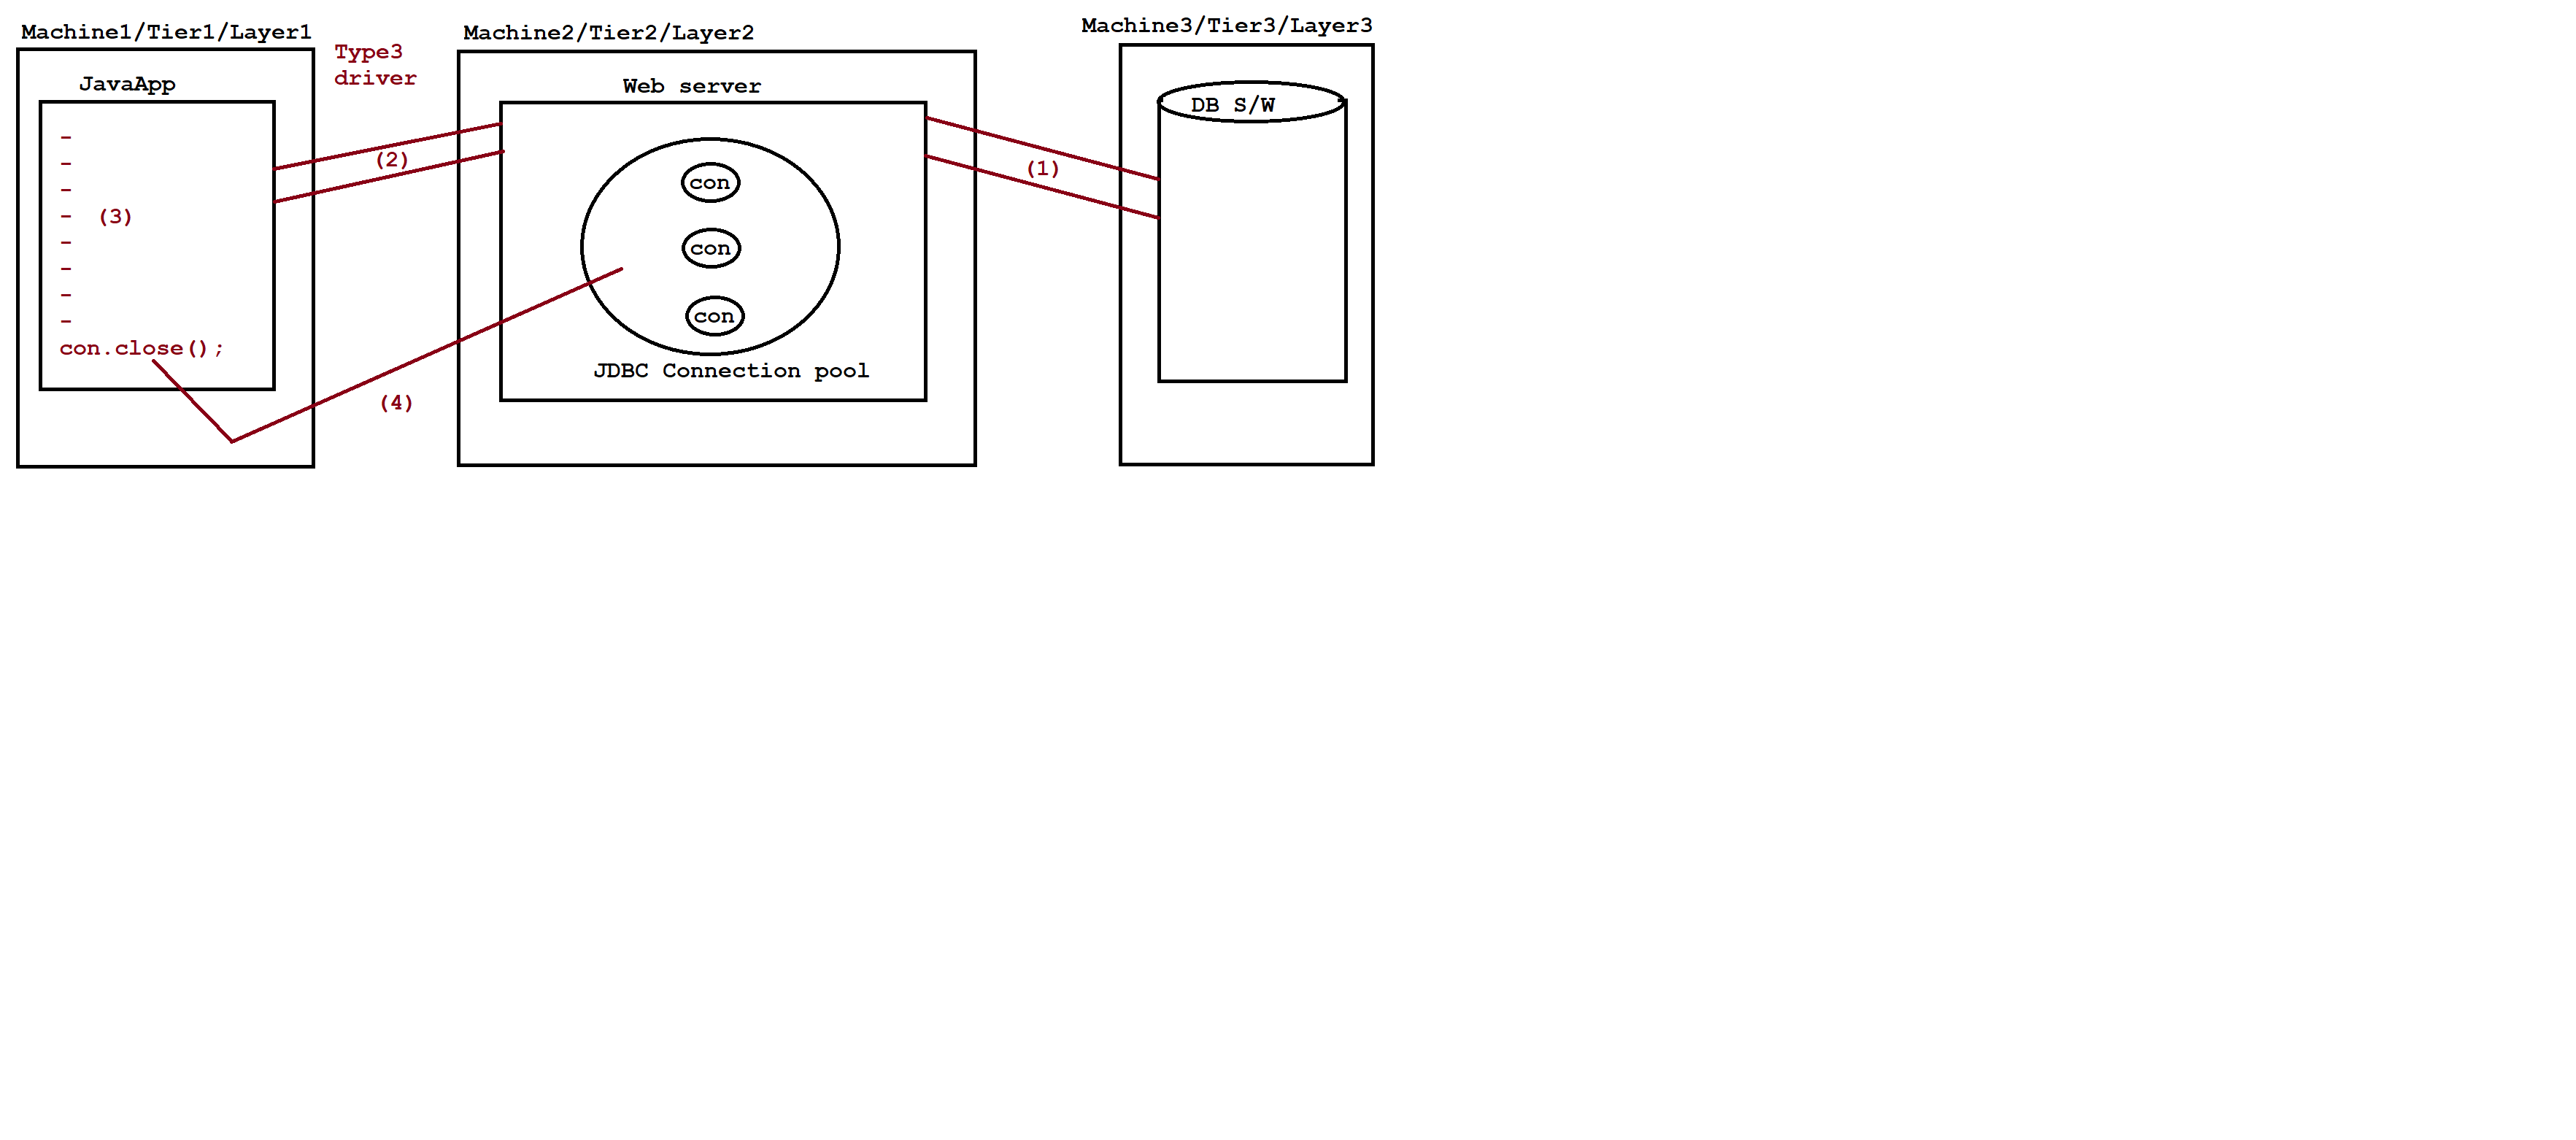 Machine1/Tier1/Layer1
Type3
driver
JavaApp
-
-
-
- (3)
-
-
-
-
con.close();
(2)
(4)
Machine2/Tier2/Layer2
Web server
con
con
con
JDBC Connection pool
(1)
Machine3/Tier3/Layer3
DB S/W